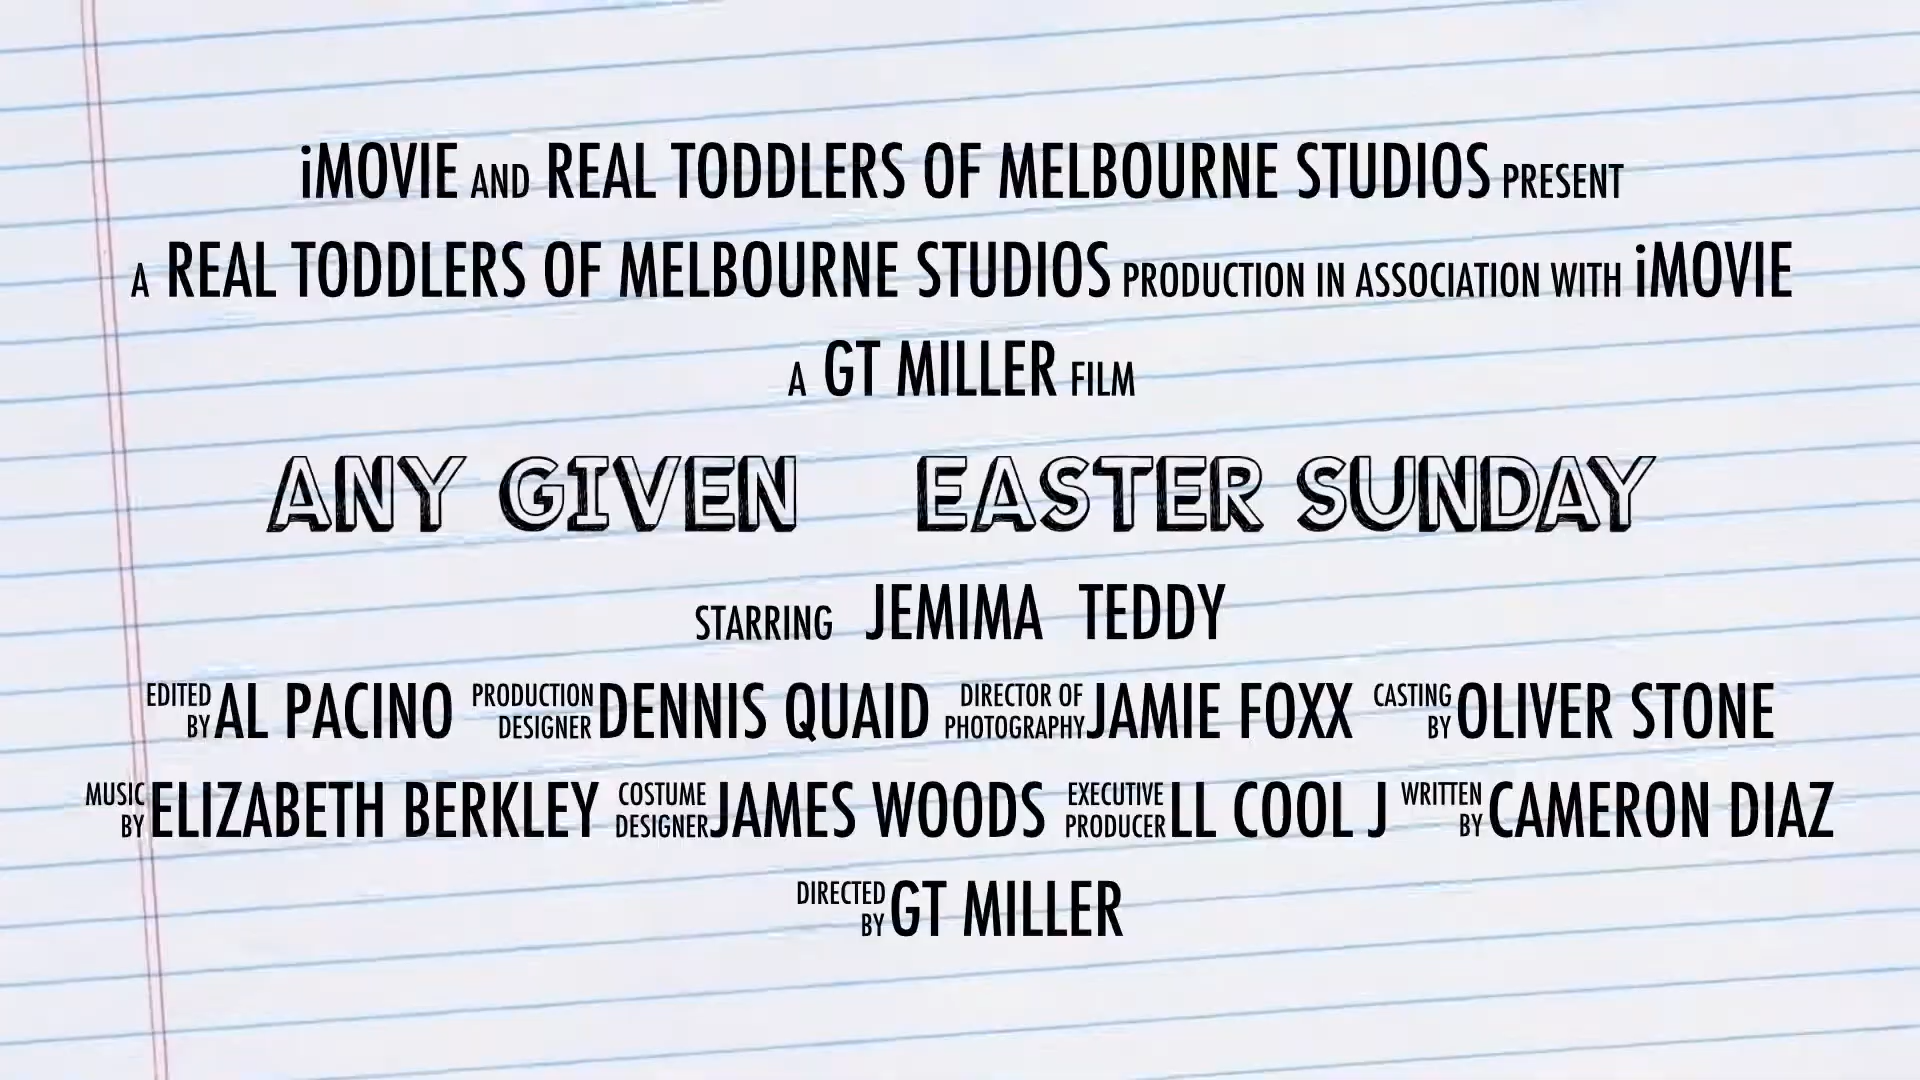 iMOVIE AND REAL TODDLERS OF MELBOURNE STUDIOS PRESENT
A REAL TODDLERS OF MELBOURNE STUDIOS PRODUCTION IN ASSOCIATION WITH iMOVIE
A GT MILLER FILM
ANY GIVEN EASTER SUNDAY
STARRING JEMIMA TEDDY
EDITED BY AL PACINO PRODUCTION DESIGNER DENNIS QUAID DIRECTOR OF PHOTOGRAPHY JAMIE FOXX CASTING BY OLIVER STONE
MUSIC BY ELIZABETH BERKLEY COSTUME DESIGNER JAMES WOODS EXECUTIVE PRODUCER LL COOL J WRITTEN BY CAMERON DIAZ
DIRECTED BY GT MILLER